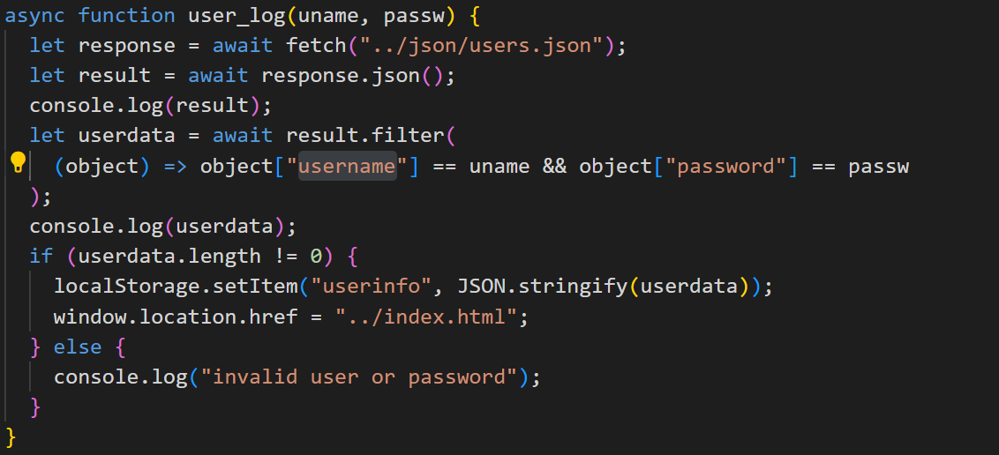 async function user_log(uname, passw) {
  let response = await fetch("../json/users.json");
  let result = await response.json();
  console.log(result);
  let userdata = await result.filter(
    (object) => object["username"] == uname && object["password"] == passw
  );
  console.log(userdata);
  if (userdata.length != 0) {
    localStorage.setItem("userinfo", JSON.stringify(userdata));
    window.location.href = "../index.html";
  } else {
    console.log("invalid user or password");
  }
}